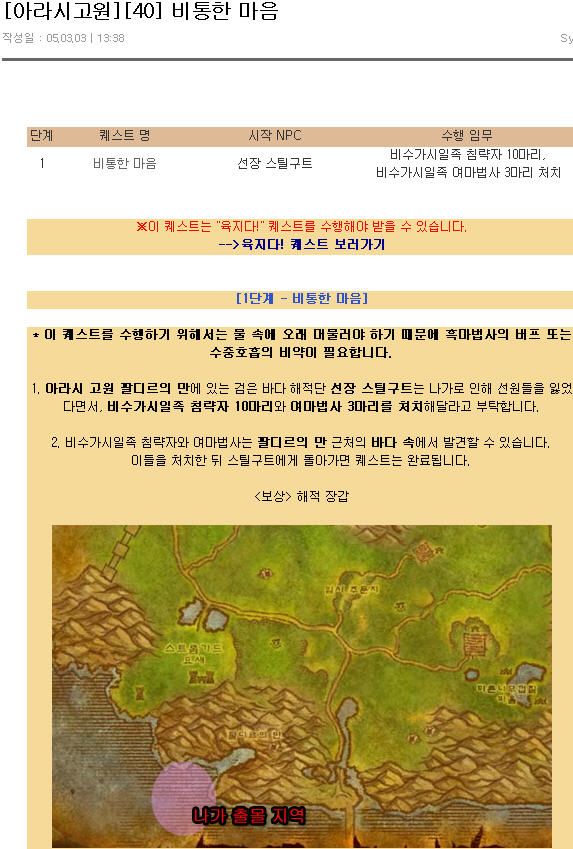 [아라시고원][40] 비통한 마음
작성일 : 05,03,03 | 13:38
Sy
단계 퀘스트 명 시작 NPC 수행 임무
1 비통한 마음 선장 스틸구트 비수가시일족 침략자 10마리,
비수가시일족 여마법사 3마리 처치
※이 퀘스트는 "육지다!" 퀘스트를 수행해야 받을 수 있습니다.
-->육지다! 퀘스트 보러가기
[1단계 - 비통한 마음]
* 이 퀘스트를 수행하기 위해서는 물 속에 오래 머물러야 하기 때문에 흑마법사의 버프 또는
수중호흡의 비약이 필요합니다.
1. 아라시 고원 팔디르의 만에 있는 검은 바다 해적단 선장 스틸구트는 나가로 인해 선원들을 잃었
다면서, 비수가시일족 침략자 10마리와 여마법사 3마리를 처치해달라고 부탁합니다.
2. 비수가시일족 침략자와 여마법사는 팔디르의 만 근처의 바다 속에서 발견할 수 있습니다.
이들을 처치한 뒤 스틸구트에게 돌아가면 퀘스트는 완료됩니다.
<보상> 해적 장갑
스트롬가드
요새
팔디르의 만
나가 출몰 지역